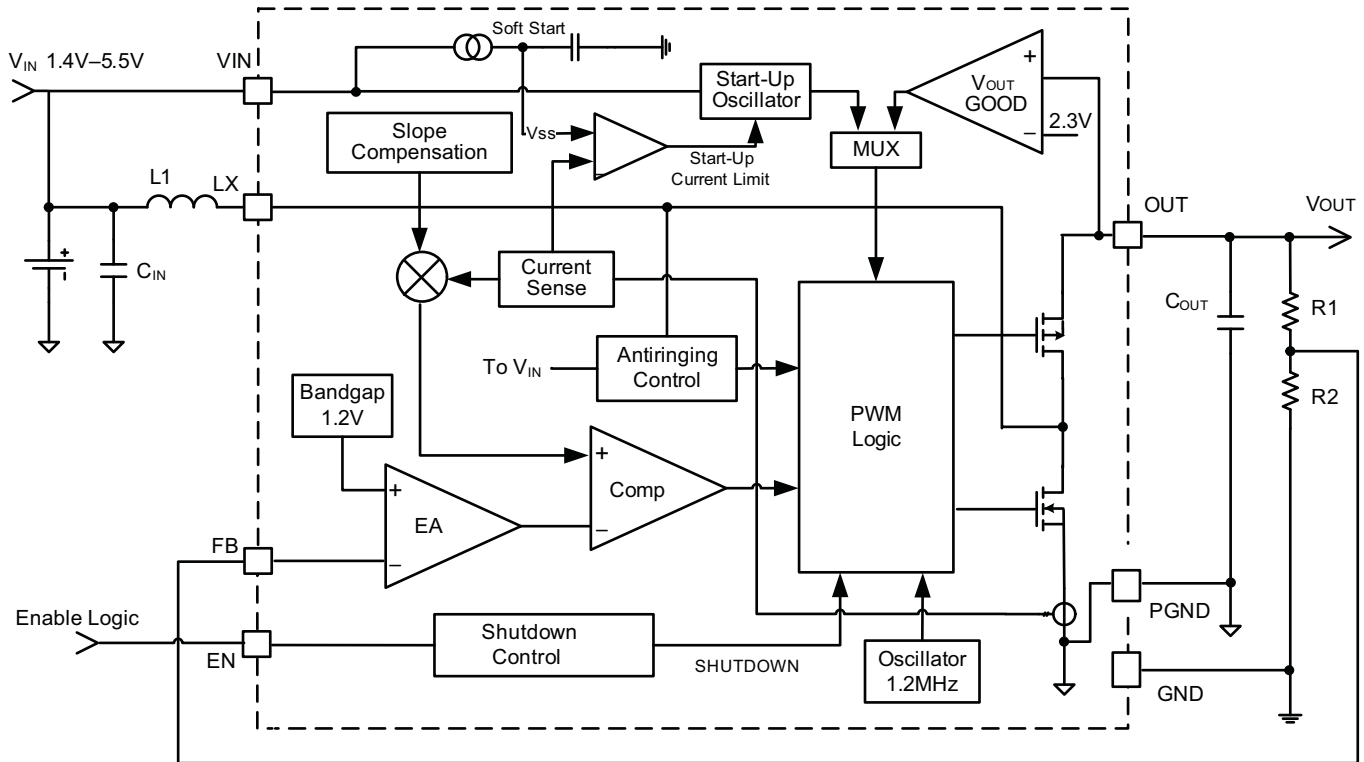 Soft Start
VIN 1.4V–5.5V
VIN
Start-Up
Oscillator
+
VOUT
GOOD
–
2.3V
Slope
Compensation
Vss
–
Start-Up
Current Limit
MUX
L1
LX
OUT
VOUT
+
-
CIN
Current
Sense
COUT
R1
To VIN
Antiringing
Control
R2
Bandgap
1.2V
PWM
Logic
+
Comp
–
+
EA
–
FB
Enable Logic
EN
Shutdown
Control
SHUTDOWN
Oscillator
1.2MHz
PGND
GND